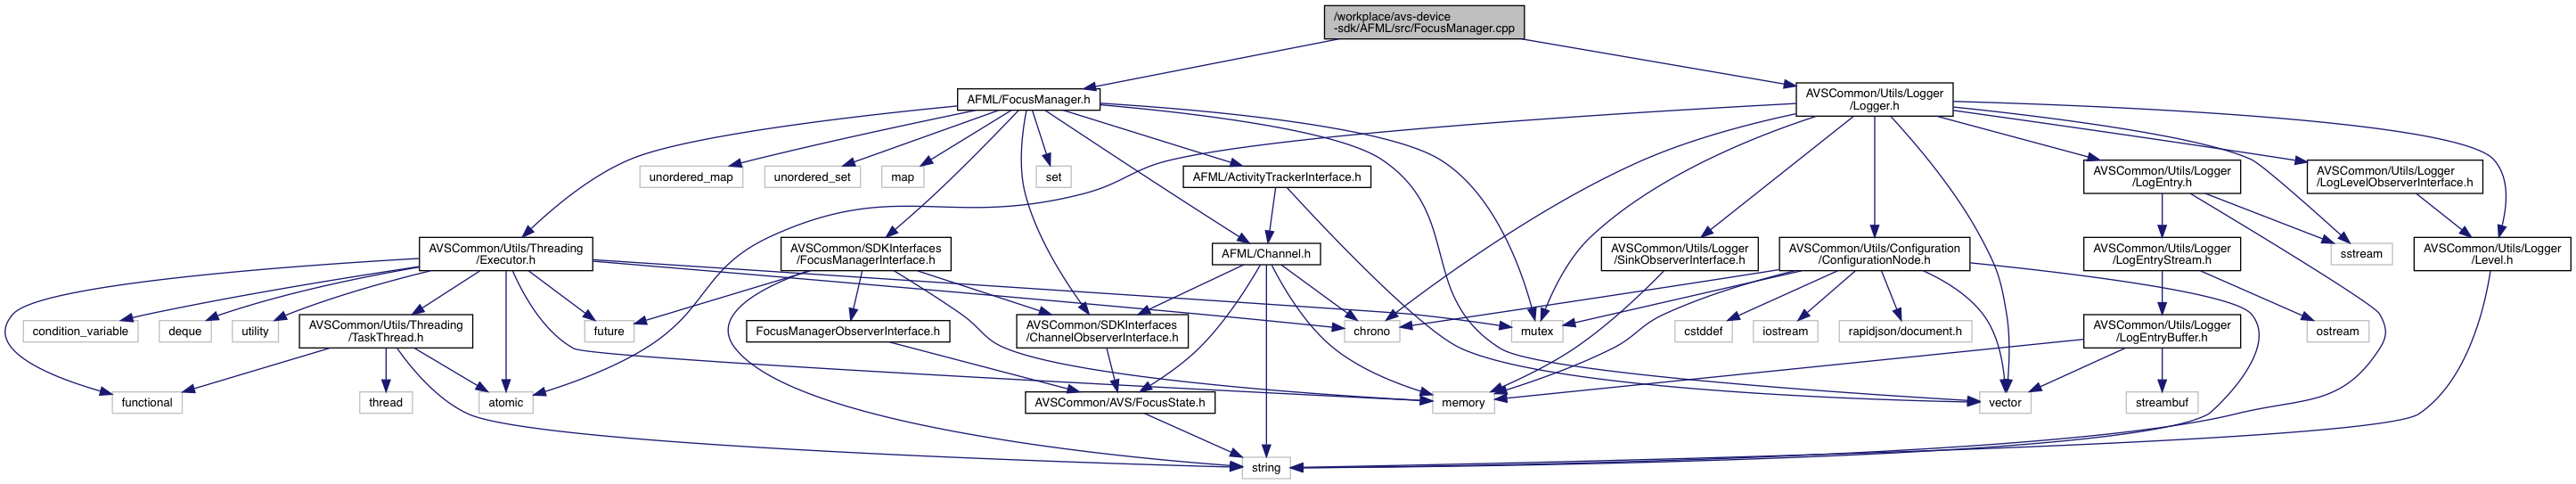 /workplace/avs-device
-sdk/AFML/src/FocusManager.cpp
AFML/FocusManager.h
AVSCommon/Utils/Logger
/Logger.h
unordered_map
unordered_set
map
set
AFML/ActivityTrackerInterface.h
AVSCommon/Utils/Logger
/LogEntry.h
AVSCommon/Utils/Logger
/LogLevelObserverInterface.h
AVSCommon/Utils/Threading
/Executor.h
AVSCommon/SDKInterfaces
/FocusManagerInterface.h
AFML/Channel.h
AVSCommon/Utils/Logger
/SinkObserverInterface.h
AVSCommon/Utils/Configuration
/ConfigurationNode.h
AVSCommon/Utils/Logger
/LogEntryStream.h
sstream
AVSCommon/Utils/Logger
/Level.h
condition_variable
deque
utility
AVSCommon/Utils/Threading
/TaskThread.h
future
FocusManagerObserverInterface.h
AVSCommon/SDKInterfaces
/ChannelObserverInterface.h
chrono
mutex
cstddef
iostream
rapidjson/document.h
AVSCommon/Utils/Logger
/LogEntryBuffer.h
ostream
functional
thread
atomic
AVSCommon/AVS/FocusState.h
memory
vector
streambuf
string